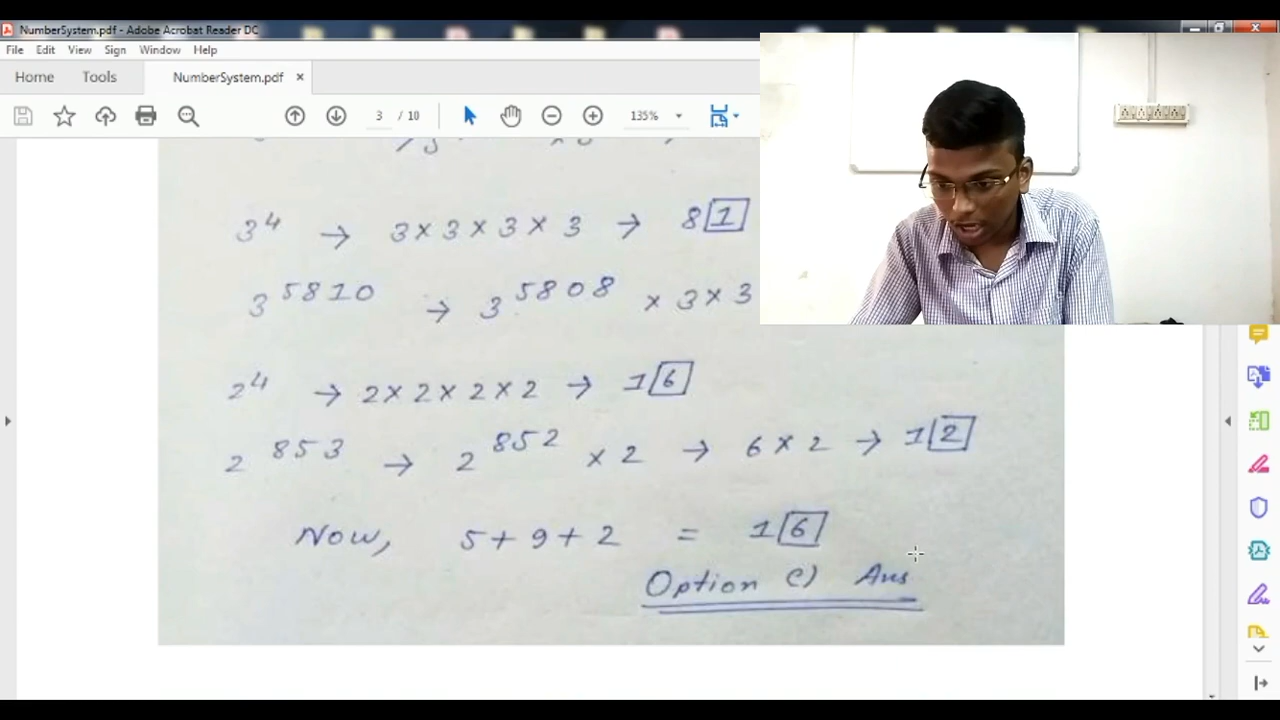 NumberSystem.pdf - Adobe Acrobat Reader DC
File Edit View Sign Window Help
Home Tools NumberSystem.pdf ×
3 / 10 135%
3^4 → 3 × 3 × 3 × 3 → 8 1
3^5810 → 3^5808 × 3 × 3
2^4 → 2 × 2 × 2 × 2 → 1 6
2^853 → 2^852 × 2 → 6 × 2 → 1 2
Now, 5 + 9 + 2 = 1 6
Option C) Ans